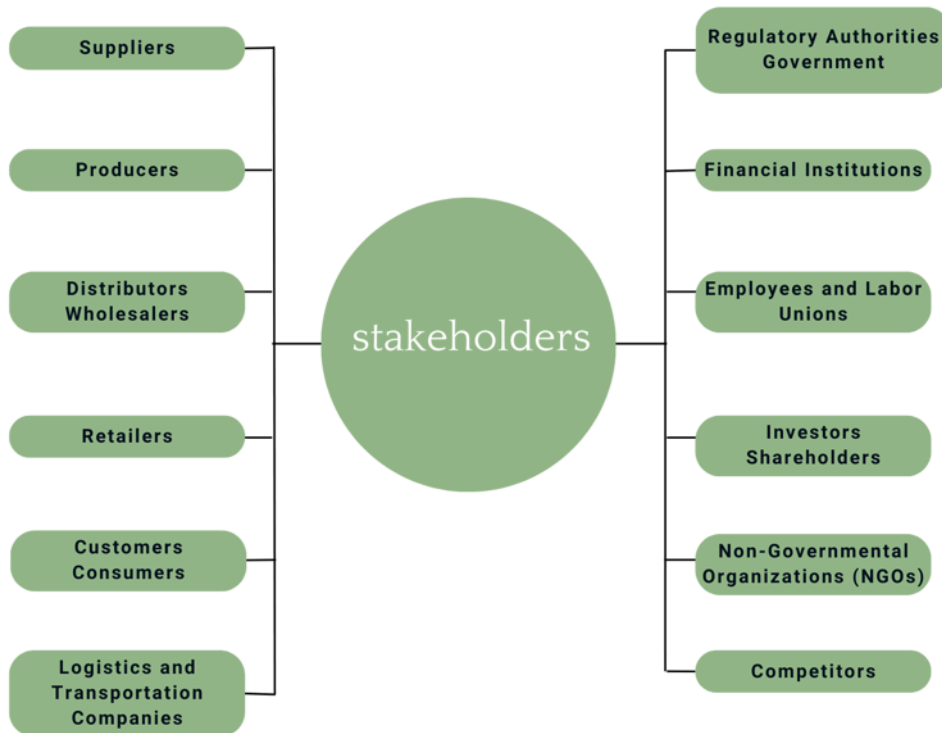 Suppliers
Producers
Distributors
Wholesalers
Retailers
Customers
Consumers
Logistics and
Transportation
Companies
stakeholders
Regulatory Authorities
Government
Financial Institutions
Employees and Labor
Unions
Investors
Shareholders
Non-Governmental
Organizations (NGOs)
Competitors